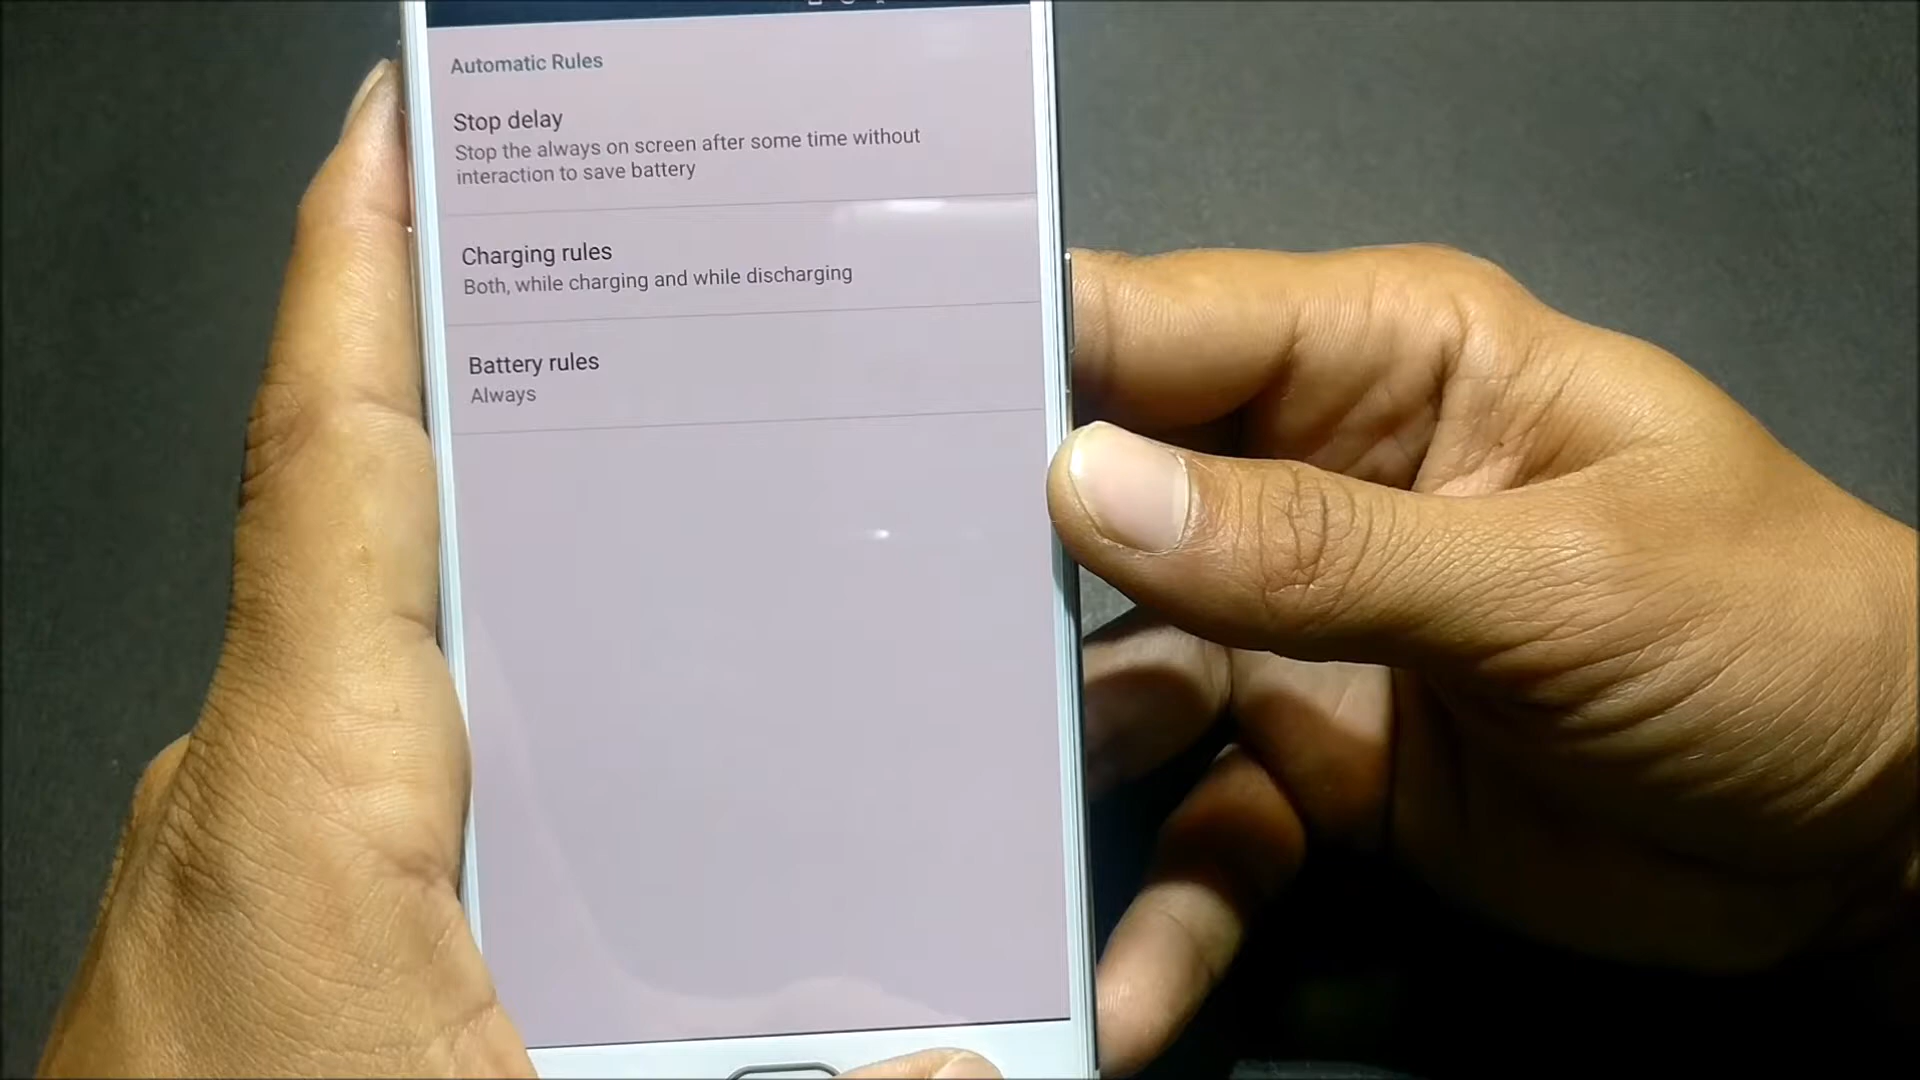 Automatic Rules
Stop delay
Stop the always on screen after some time without
interaction to save battery
Charging rules
Both, while charging and while discharging
Battery rules
Always